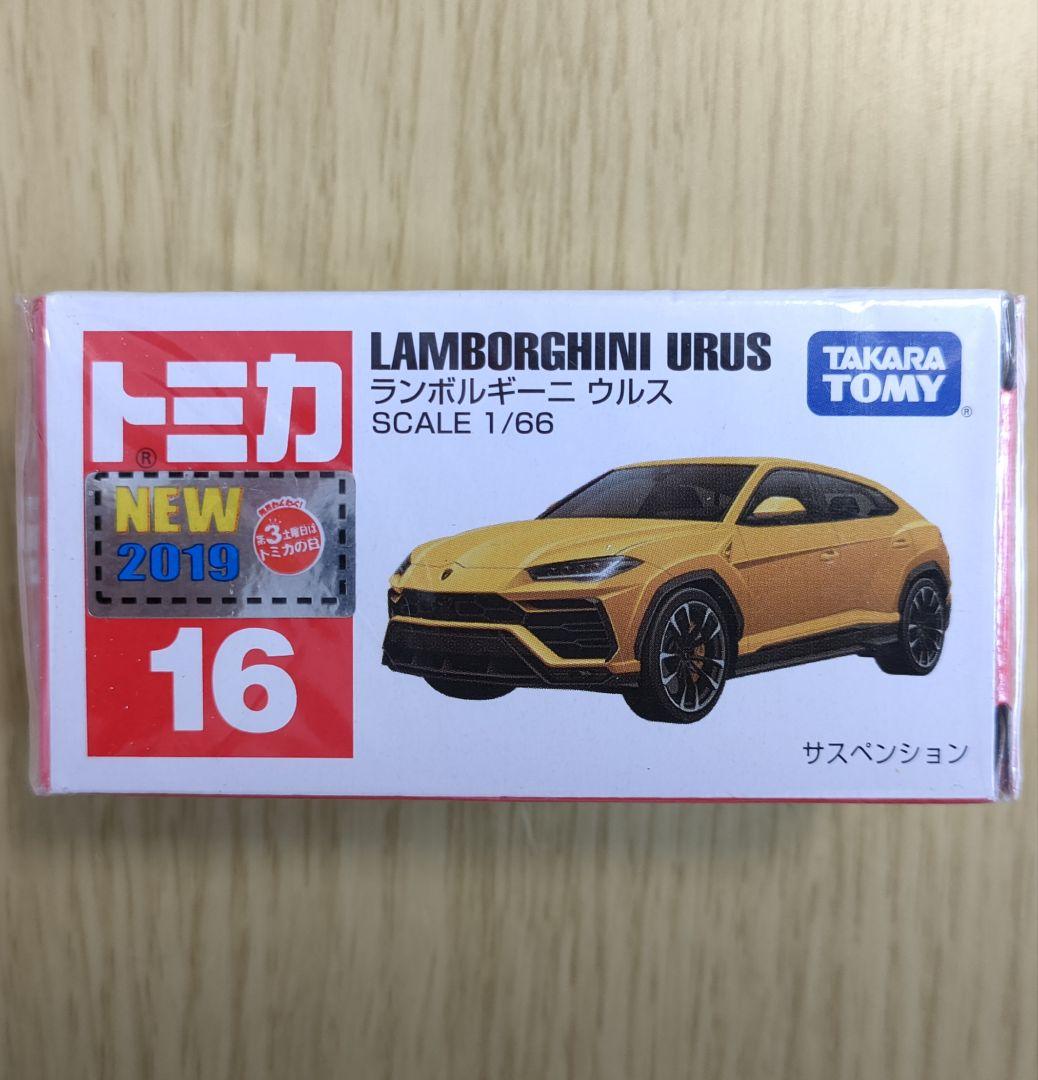 トミカ
®
NEW
2019
発売わくわく!
第3土曜日は
トミカの日
16
LAMBORGHINI URUS
ランボルギーニ ウルス
SCALE 1/66
TAKARA
TOMY
®
サスペンション